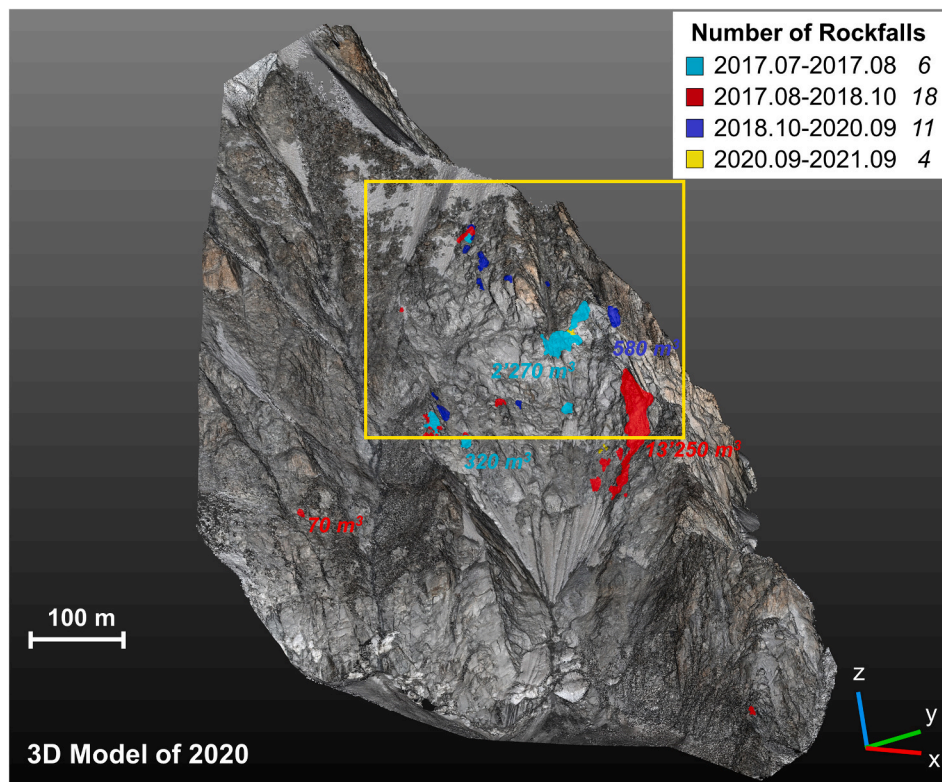 Number of Rockfalls
2017.07-2017.08 6
2017.08-2018.10 18
2018.10-2020.09 11
2020.09-2021.09 4
580 m³
2'270 m³
13'250 m³
320 m³
70 m³
100 m
z
y
x
3D Model of 2020